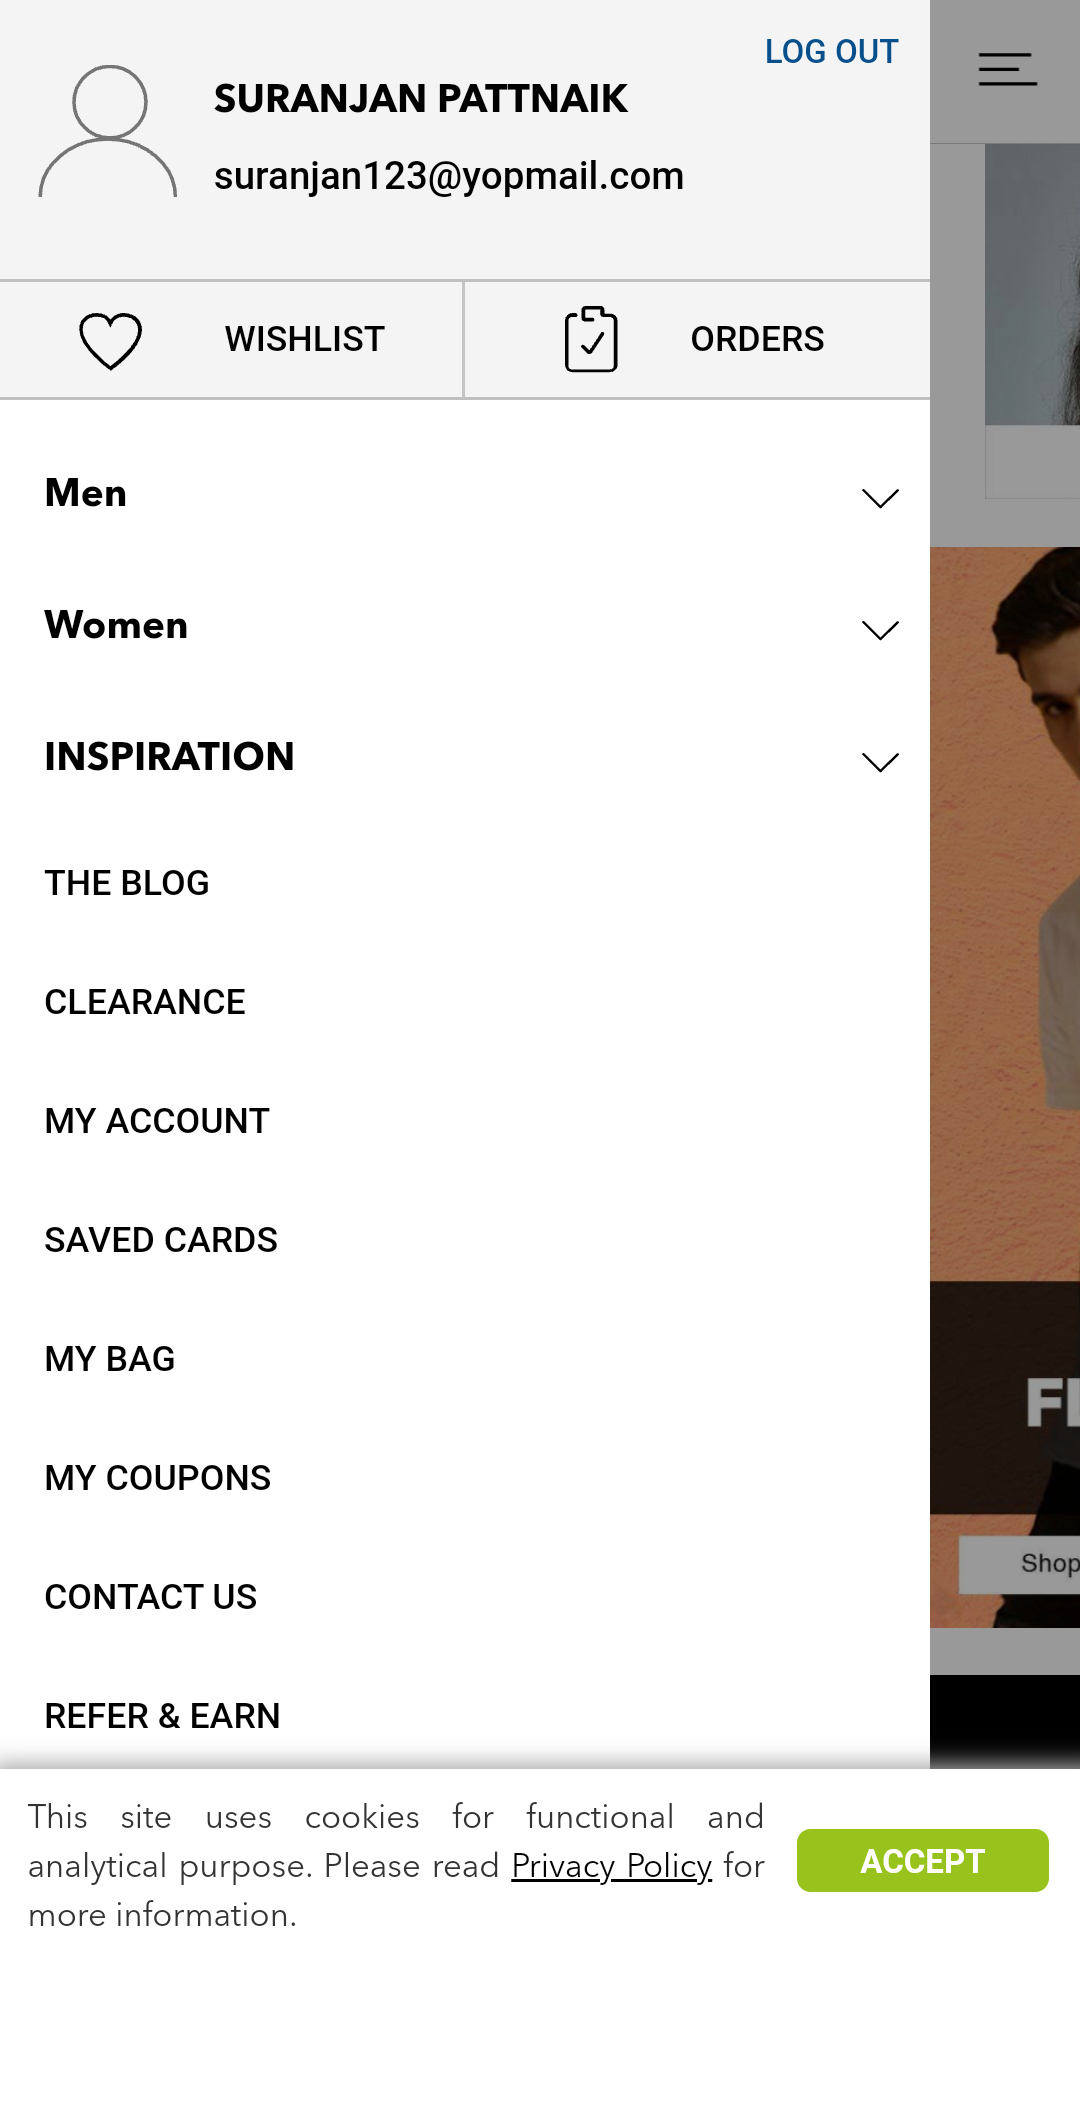 LOG OUT
SURANJAN PATTNAIK
suranjan123@yopmail.com
WISHLIST
ORDERS
Men
Women
INSPIRATION
THE BLOG
CLEARANCE
MY ACCOUNT
SAVED CARDS
MY BAG
MY COUPONS
CONTACT US
REFER & EARN
Shop
This site uses cookies for functional and
analytical purpose. Please read Privacy Policy for
more information.
ACCEPT